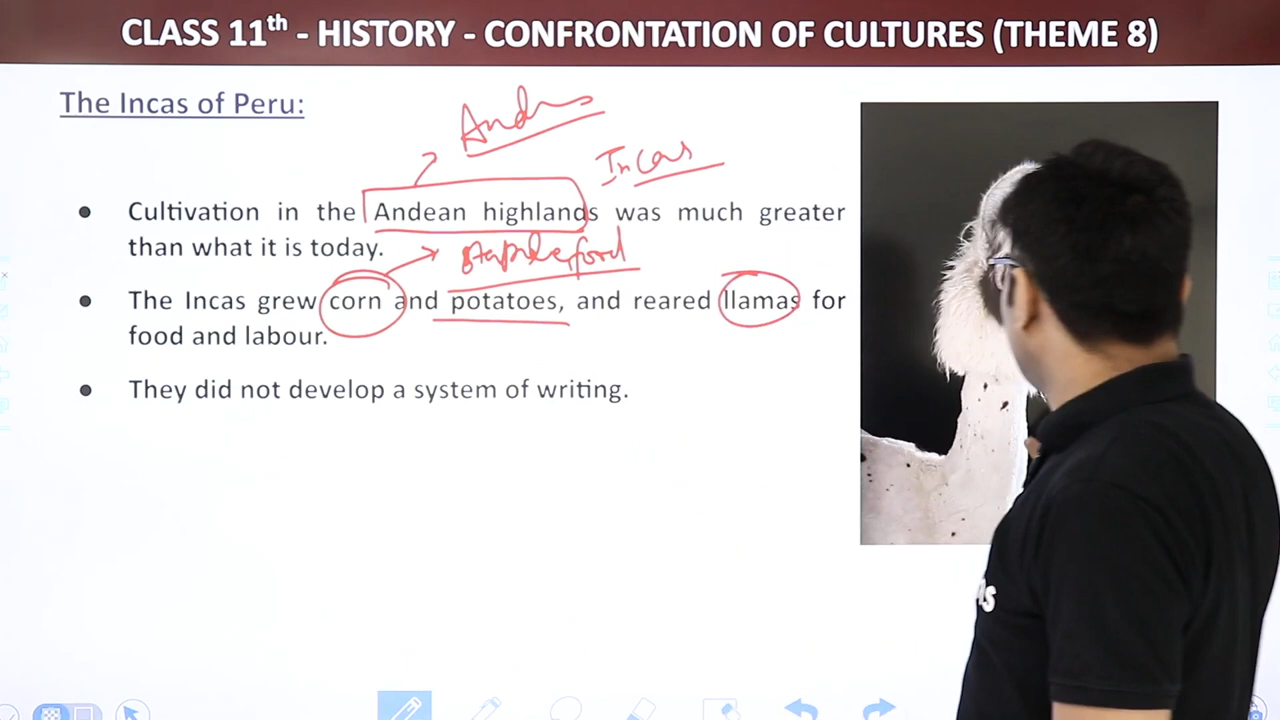 CLASS 11th - HISTORY - CONFRONTATION OF CULTURES (THEME 8)
The Incas of Peru:
Andes
Incas
● Cultivation in the Andean highlands was much greater
than what it is today.
staple food
● The Incas grew corn and potatoes, and reared llamas for
food and labour.
● They did not develop a system of writing.